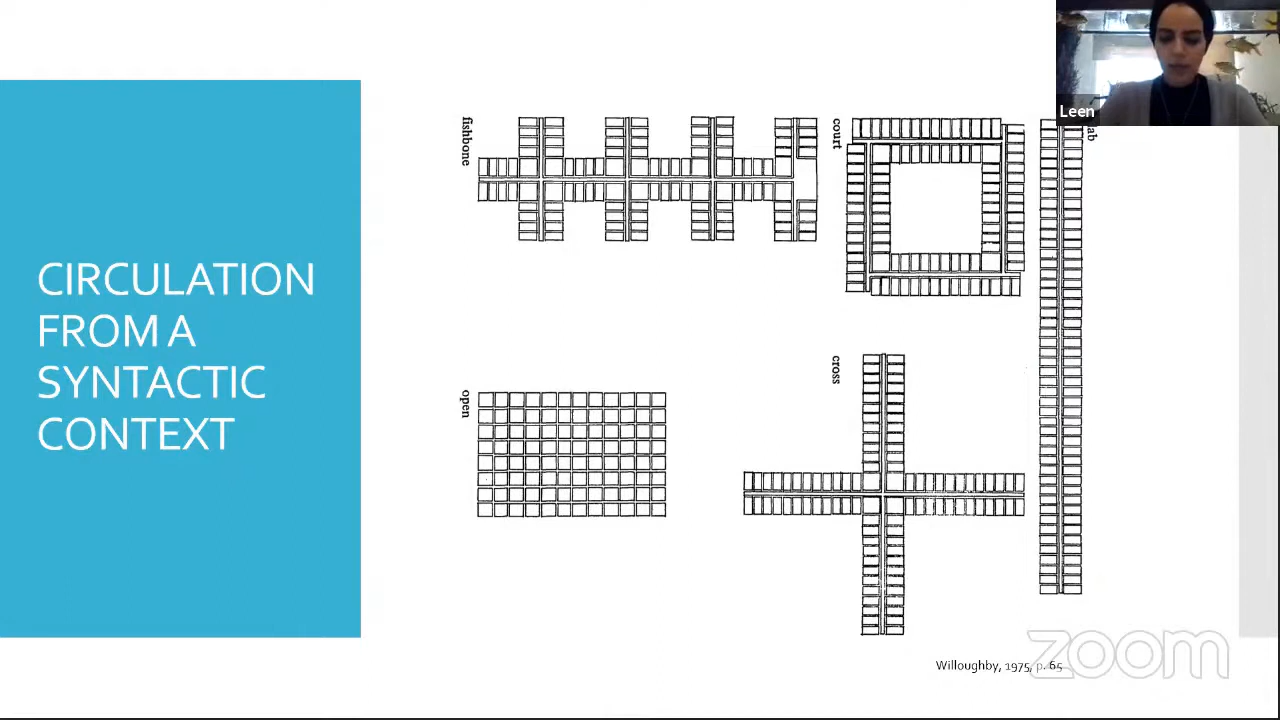 CIRCULATION
FROM A
SYNTACTIC
CONTEXT
fishbone
court
Leen
open
cross
Willoughby, 1975, p. 65
zoom